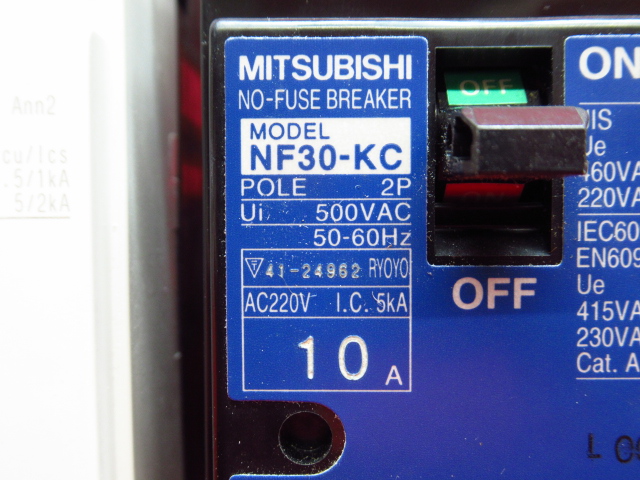 Ann2
cu/Ics
.5/1kA
5/2kA
MITSUBISHI
NO-FUSE BREAKER
MODEL
NF30-KC
POLE 2P
Ui 500VAC
50-60Hz
41-24962 RYOYO
AC220V I.C. 5kA
10 A
OFF
OFF
ON
JIS
Ue
460VA
220VA
IEC60
EN609
Ue
415VA
230VA
Cat. A
L 00